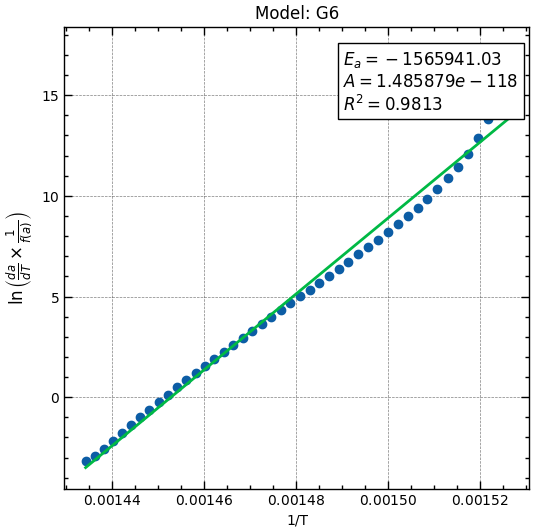 Model: G6
E_a = −1565941.03
A = 1.485879e − 118
R^2 = 0.9813
ln (da/dT × 1/f(a))
15
10
5
0
0.00144 0.00146 0.00148 0.00150 0.00152
1/T